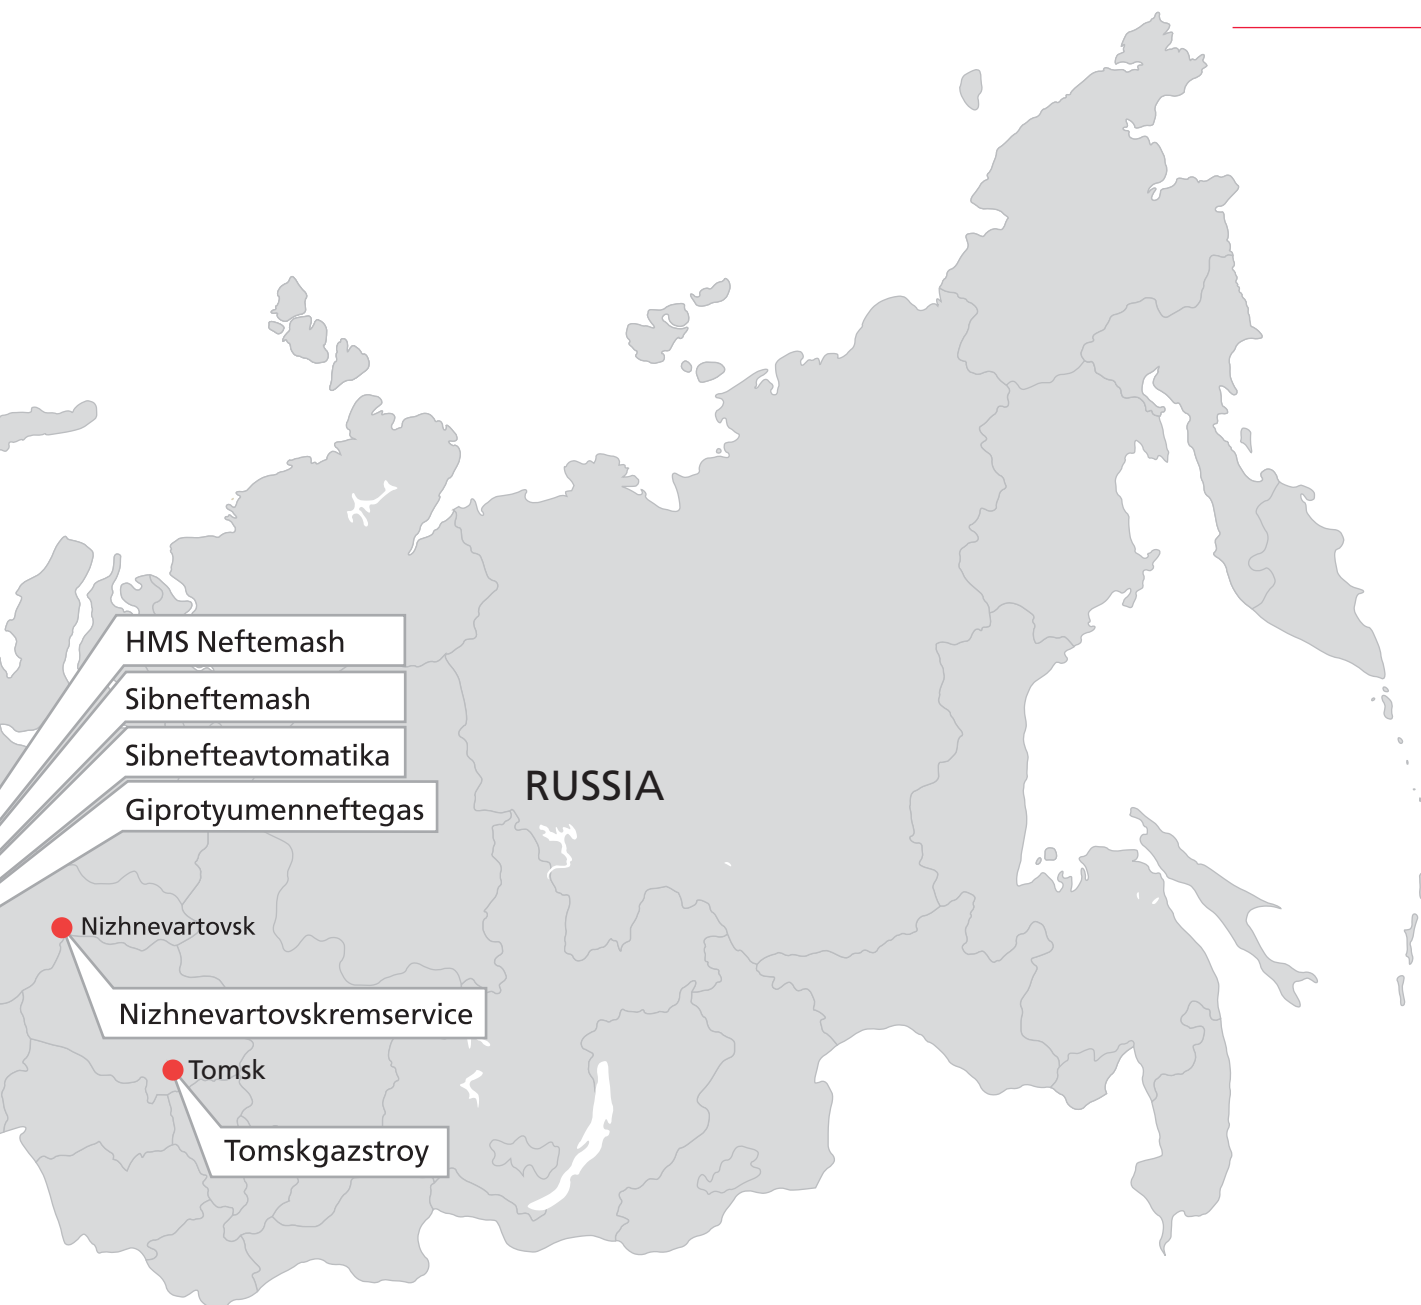 HMS Neftemash
Sibneftemash
Sibnefteavtomatika
Giprotyumenneftegas
RUSSIA
Nizhnevartovsk
Nizhnevartovskremservice
Tomsk
Tomskgazstroy